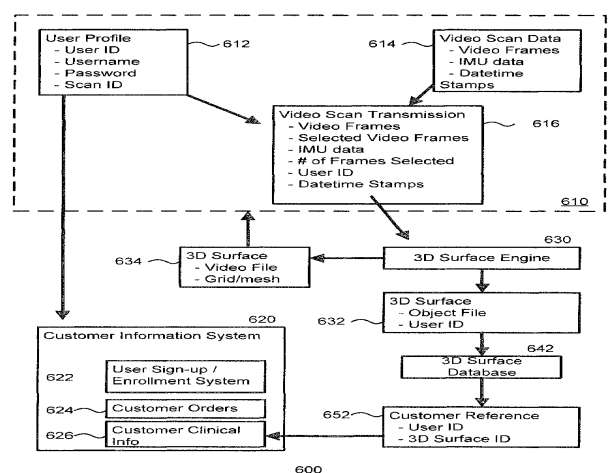 User Profile
- User ID
- Username
- Password
- Scan ID
612
614
Video Scan Data
- Video Frames
- IMU data
- Datetime
Stamps
Video Scan Transmission
- Video Frames
- Selected Video Frames
- IMU data
- # of Frames Selected
- User ID
- Datetime Stamps
616
610
630
634
3D Surface
- Video File
- Grid/mesh
3D Surface Engine
632
3D Surface
- Object File
- User ID
620
Customer Information System
622
User Sign-up /
Enrollment System
624
Customer Orders
626
Customer Clinical
Info
642
3D Surface
Database
652
Customer Reference
- User ID
- 3D Surface ID
600